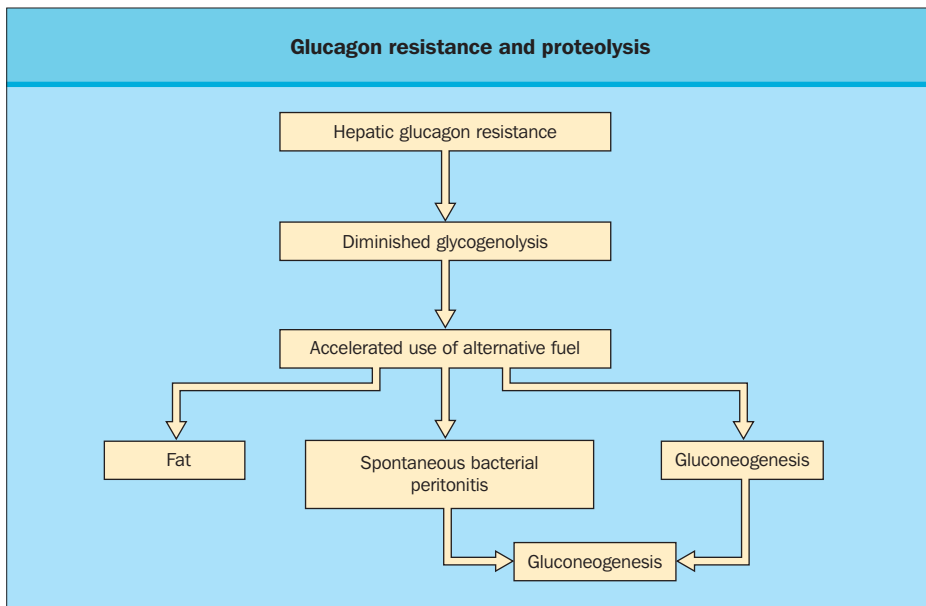 Glucagon resistance and proteolysis
Hepatic glucagon resistance
Diminished glycogenolysis
Accelerated use of alternative fuel
Fat
Spontaneous bacterial
peritonitis
Gluconeogenesis
Gluconeogenesis